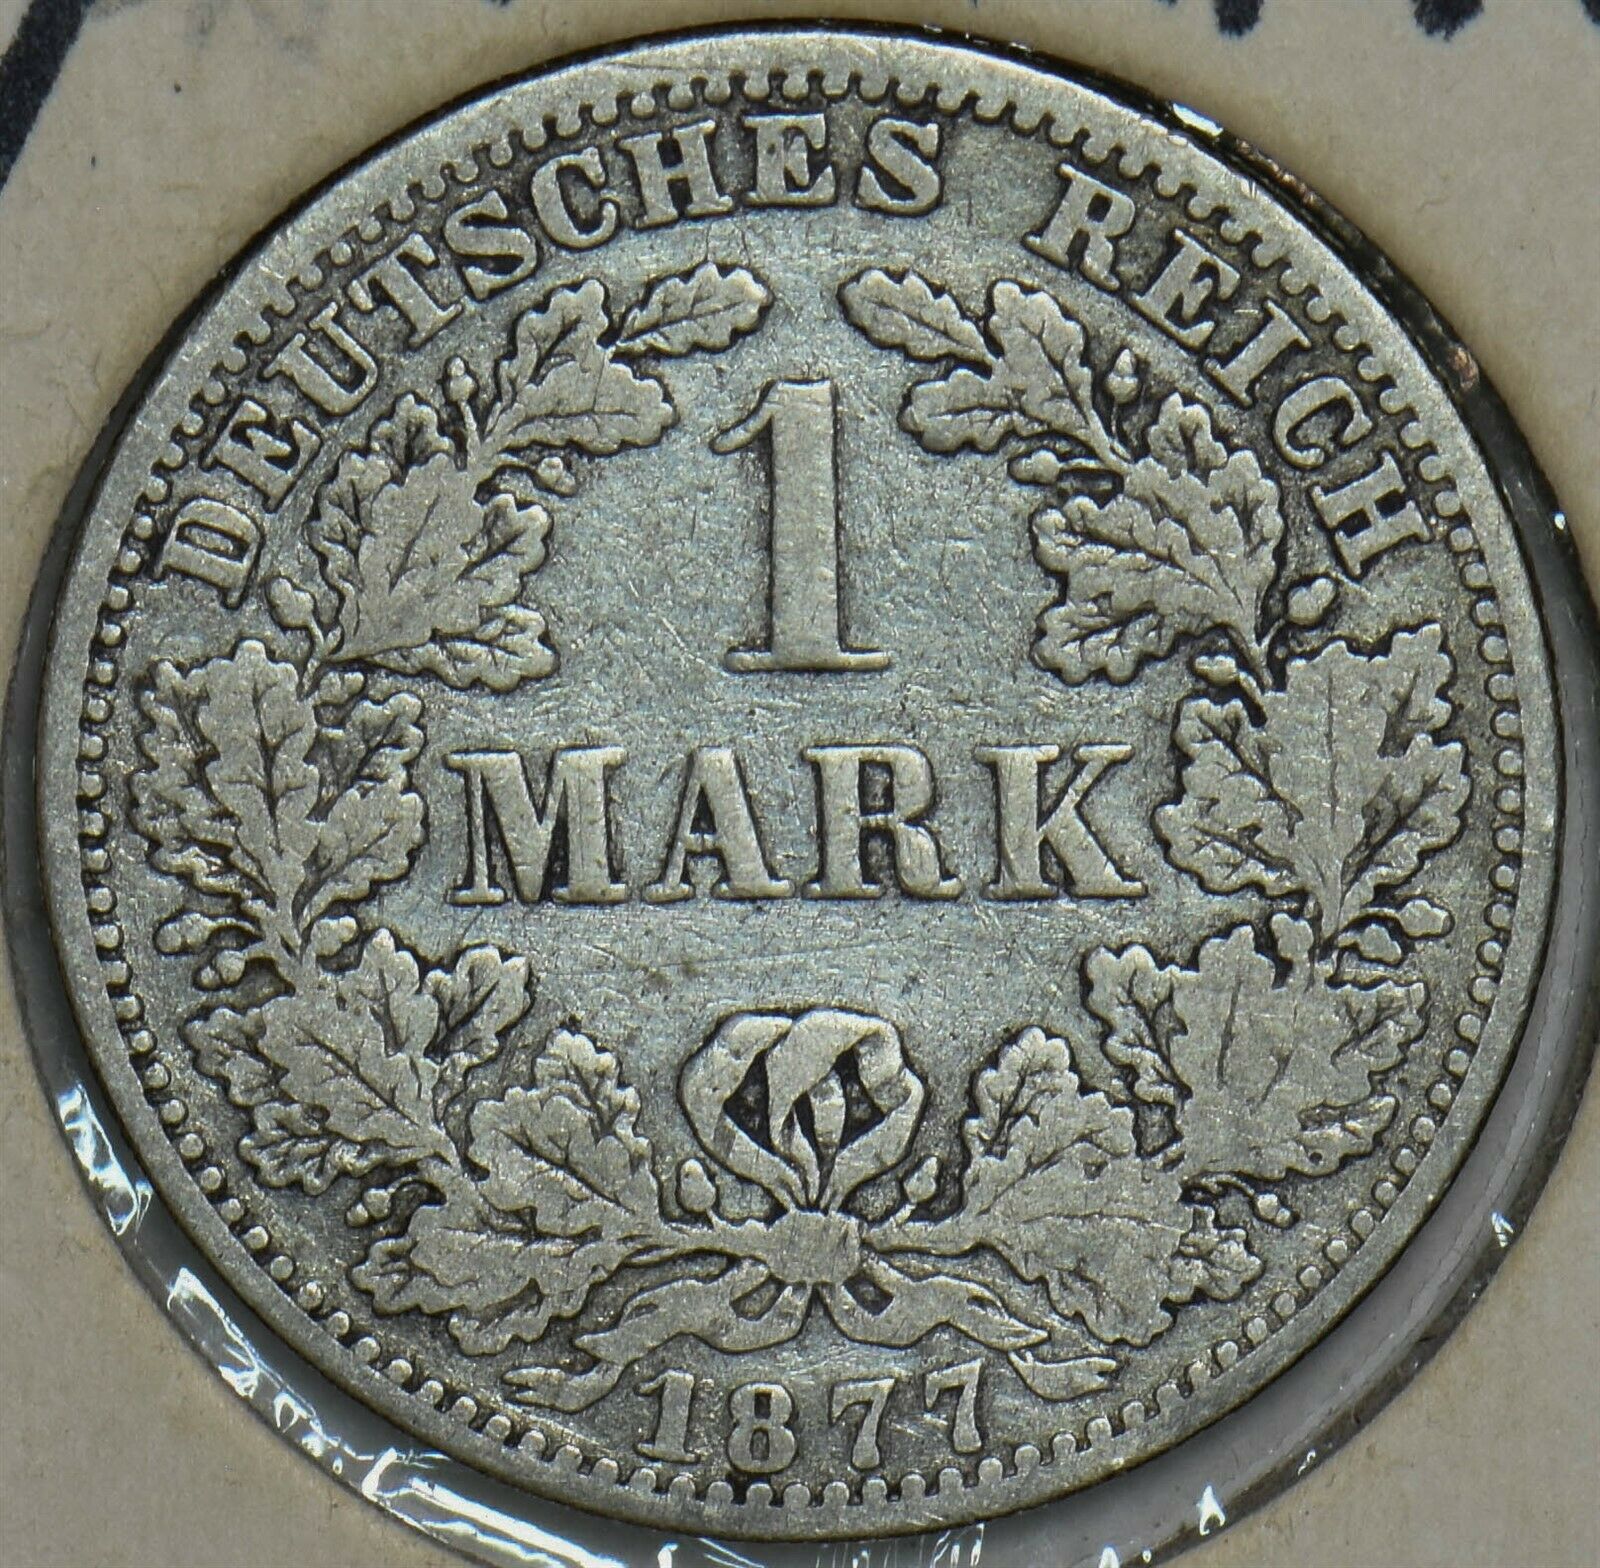 DEUTSCHES REICH
1
MARK
1877